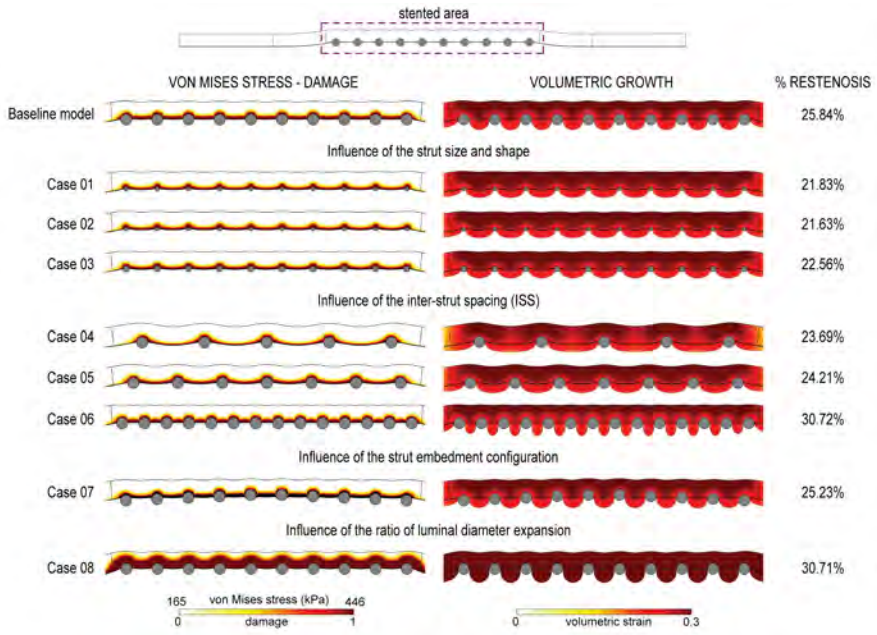 stented area
VON MISES STRESS - DAMAGE VOLUMETRIC GROWTH % RESTENOSIS
Baseline model 25.84%
Influence of the strut size and shape
Case 01 21.83%
Case 02 21.63%
Case 03 22.56%
Influence of the inter-strut spacing (ISS)
Case 04 23.69%
Case 05 24.21%
Case 06 30.72%
Influence of the strut embedment configuration
Case 07 25.23%
Influence of the ratio of luminal diameter expansion
Case 08 30.71%
165 von Mises stress (kPa) 446
0 damage 1
0 volumetric strain 0.3